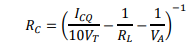 R_C = (I_CQ / 10V_T − 1 / R_L − 1 / V_A)^−1